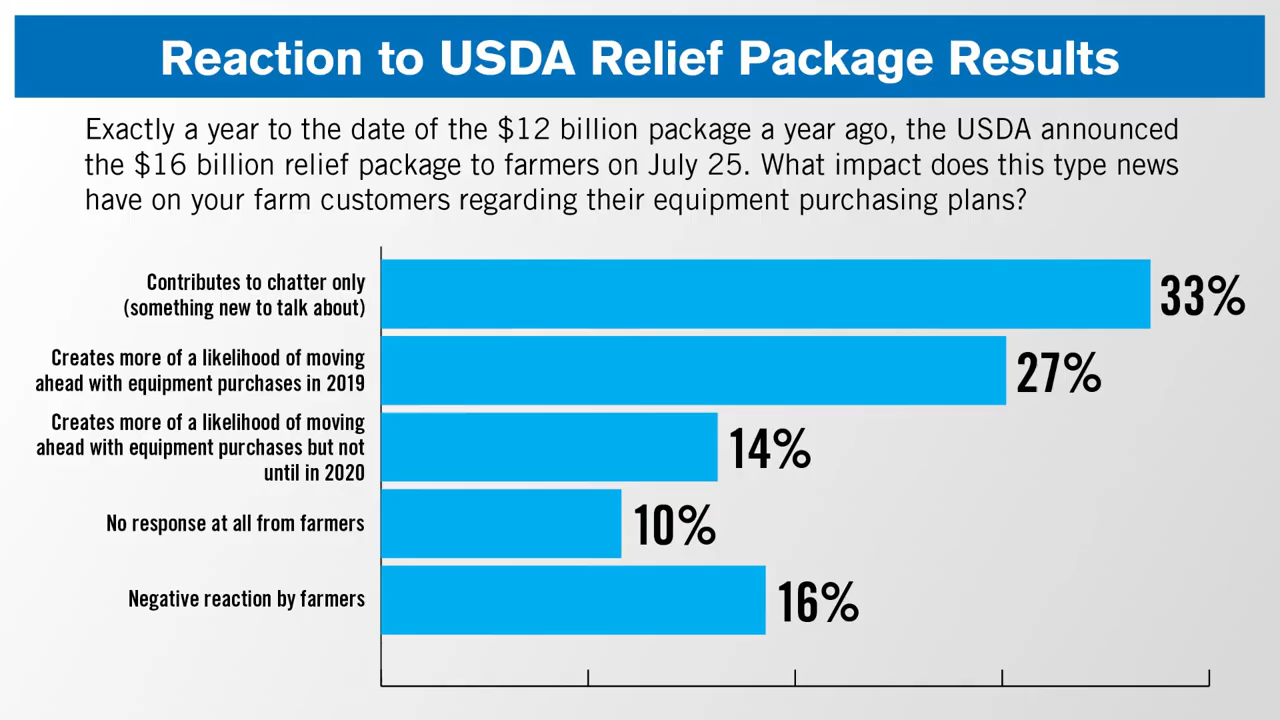 Reaction to USDA Relief Package Results
Exactly a year to the date of the $12 billion package a year ago, the USDA announced
the $16 billion relief package to farmers on July 25. What impact does this type news
have on your farm customers regarding their equipment purchasing plans?
Contributes to chatter only
(something new to talk about)
33%
Creates more of a likelihood of moving
ahead with equipment purchases in 2019
27%
Creates more of a likelihood of moving
ahead with equipment purchases but not
until in 2020
14%
No response at all from farmers
10%
Negative reaction by farmers
16%